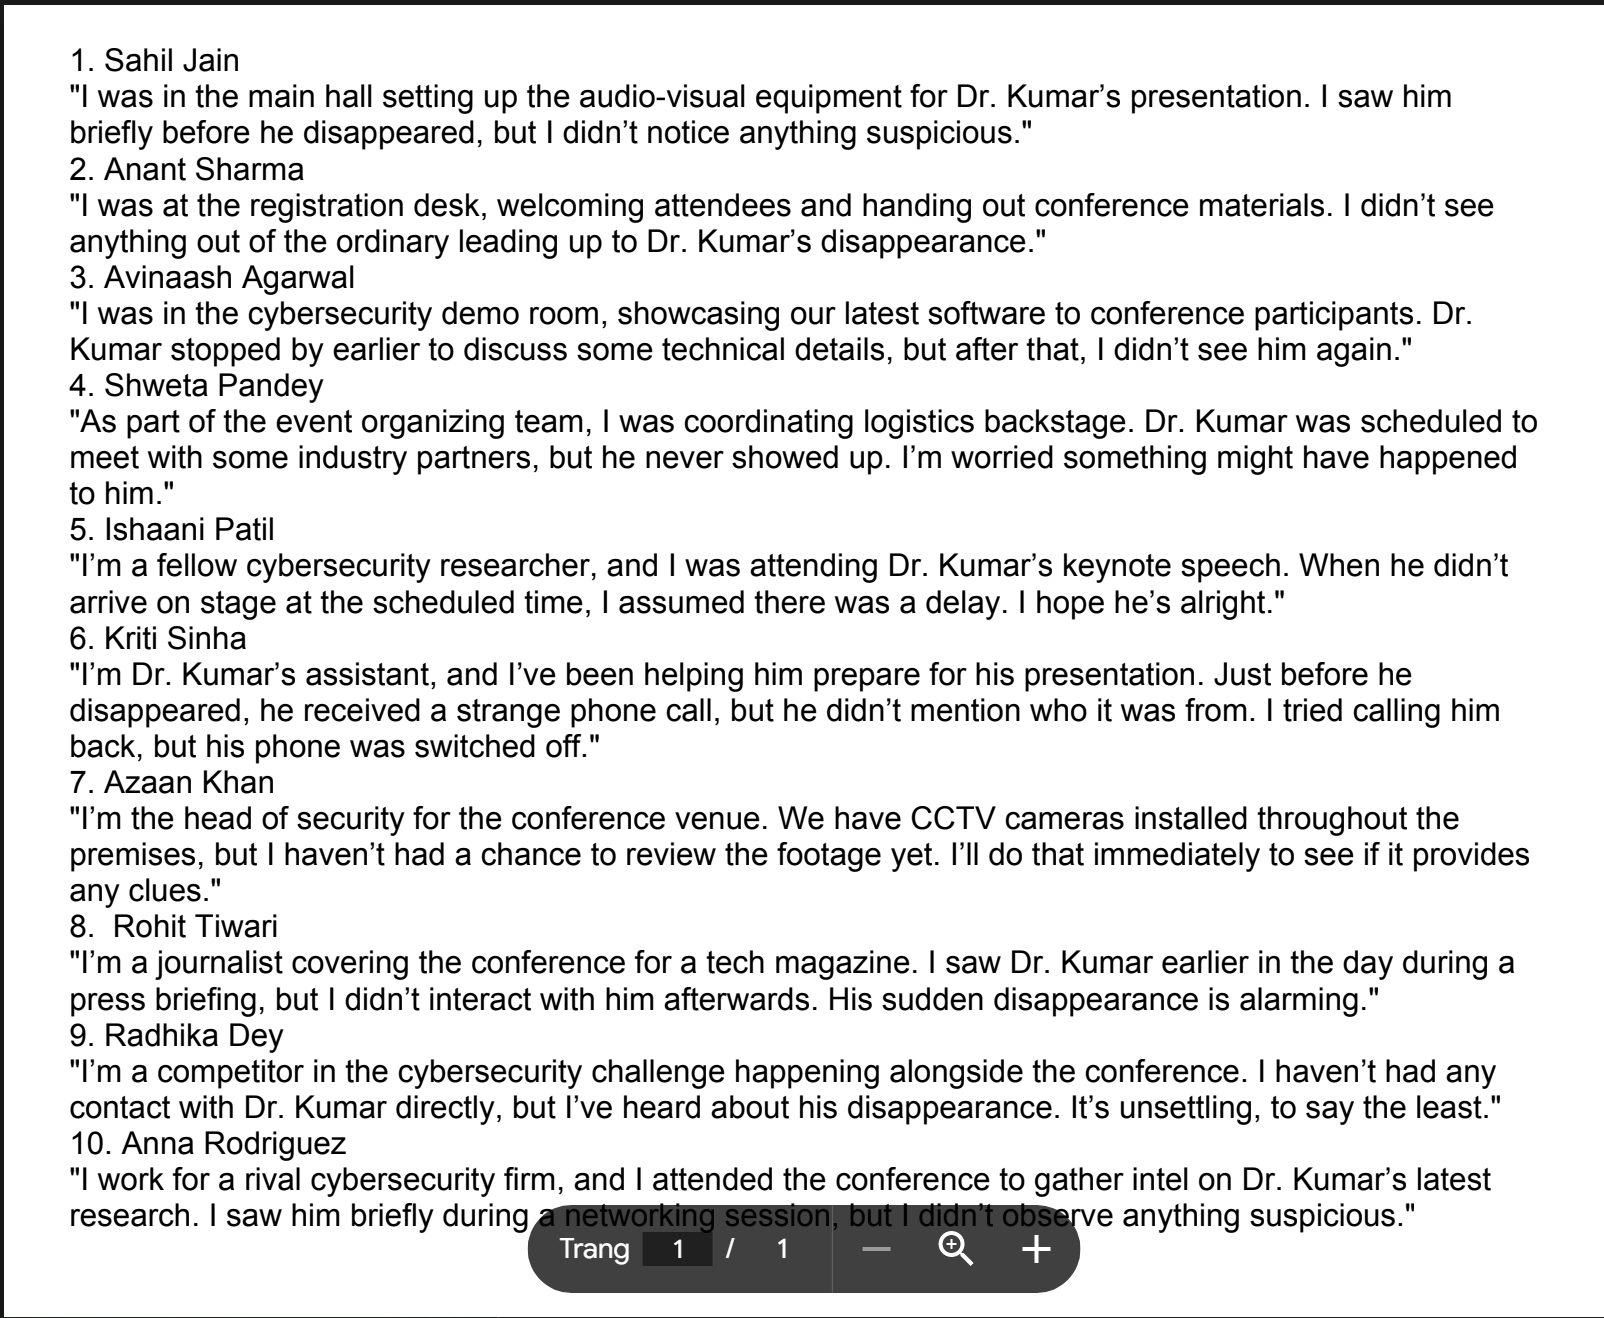 1. Sahil Jain
"I was in the main hall setting up the audio-visual equipment for Dr. Kumar’s presentation. I saw him
briefly before he disappeared, but I didn’t notice anything suspicious."
2. Anant Sharma
"I was at the registration desk, welcoming attendees and handing out conference materials. I didn’t see
anything out of the ordinary leading up to Dr. Kumar’s disappearance."
3. Avinaash Agarwal
"I was in the cybersecurity demo room, showcasing our latest software to conference participants. Dr.
Kumar stopped by earlier to discuss some technical details, but after that, I didn’t see him again."
4. Shweta Pandey
"As part of the event organizing team, I was coordinating logistics backstage. Dr. Kumar was scheduled to
meet with some industry partners, but he never showed up. I’m worried something might have happened
to him."
5. Ishaani Patil
"I’m a fellow cybersecurity researcher, and I was attending Dr. Kumar’s keynote speech. When he didn’t
arrive on stage at the scheduled time, I assumed there was a delay. I hope he’s alright."
6. Kriti Sinha
"I’m Dr. Kumar’s assistant, and I’ve been helping him prepare for his presentation. Just before he
disappeared, he received a strange phone call, but he didn’t mention who it was from. I tried calling him
back, but his phone was switched off."
7. Azaan Khan
"I’m the head of security for the conference venue. We have CCTV cameras installed throughout the
premises, but I haven’t had a chance to review the footage yet. I’ll do that immediately to see if it provides
any clues."
8.  Rohit Tiwari
"I’m a journalist covering the conference for a tech magazine. I saw Dr. Kumar earlier in the day during a
press briefing, but I didn’t interact with him afterwards. His sudden disappearance is alarming."
9. Radhika Dey
"I’m a competitor in the cybersecurity challenge happening alongside the conference. I haven’t had any
contact with Dr. Kumar directly, but I’ve heard about his disappearance. It’s unsettling, to say the least."
10. Anna Rodriguez
"I work for a rival cybersecurity firm, and I attended the conference to gather intel on Dr. Kumar’s latest
research. I saw him briefly during a networking session, but I didn’t observe anything suspicious."
Trang 1 / 1